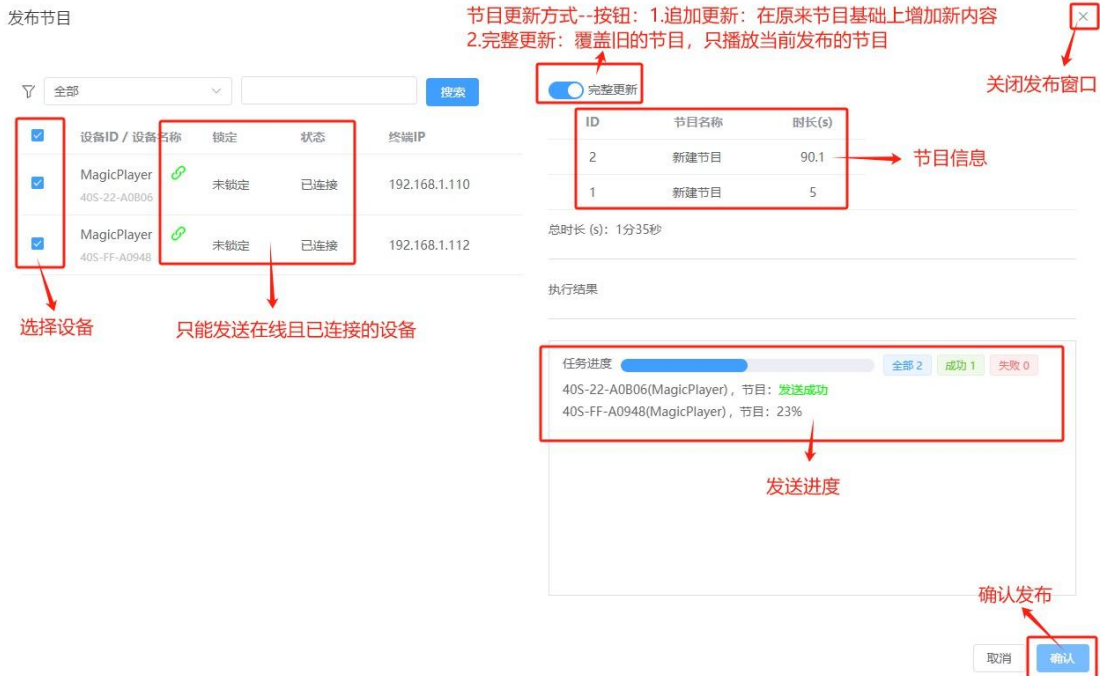 发布节目
节目更新方式--按钮：1.追加更新：在原来节目基础上增加新内容
2.完整更新：覆盖旧的节目，只播放当前发布的节目
关闭发布窗口
全部
搜索
完整更新
设备ID / 设备名称 锁定 状态 终端IP
MagicPlayer
40S-22-A0B06
未锁定 已连接 192.168.1.110
MagicPlayer
40S-FF-A0948
未锁定 已连接 192.168.1.112
选择设备
只能发送在线且已连接的设备
ID 节目名称 时长(s)
2 新建节目 90.1
1 新建节目 5
节目信息
总时长 (s)：1分35秒
执行结果
任务进度 全部 2 成功 1 失败 0
40S-22-A0B06(MagicPlayer)，节目：发送成功
40S-FF-A0948(MagicPlayer)，节目：23%
发送进度
确认发布
取消 确认